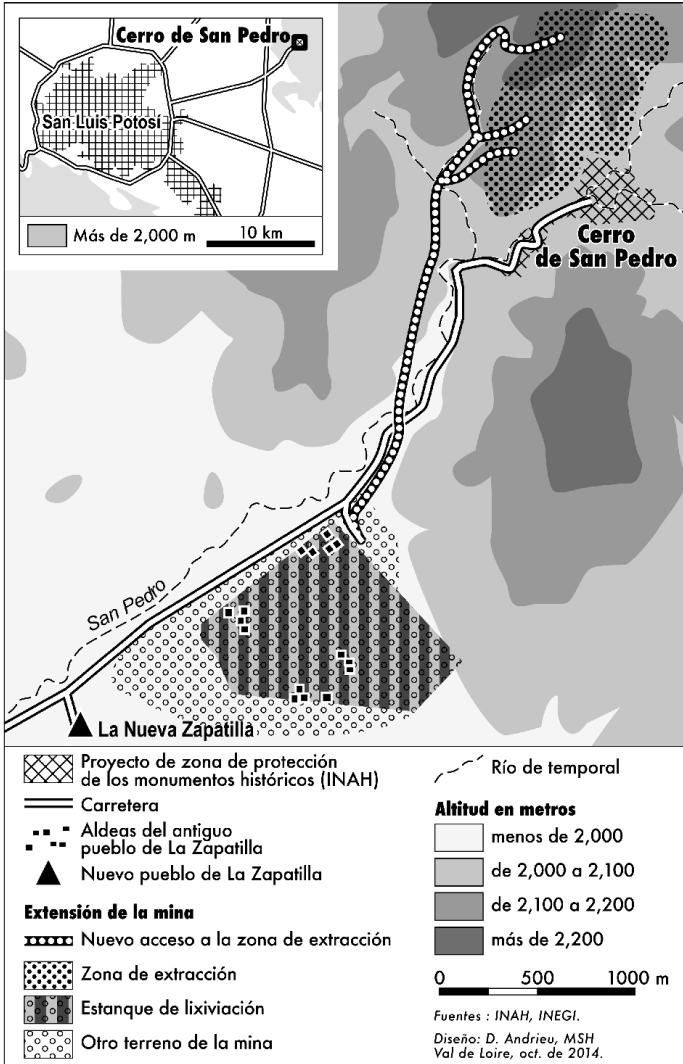 Cerro de San Pedro
San Luis Potosí
Más de 2,000 m
10 km
Cerro
de San Pedro
San Pedro
La Nueva Zapatilla
Proyecto de zona de protección
de los monumentos históricos (INAH)
Carretera
Aldeas del antiguo
pueblo de La Zapatilla
Nuevo pueblo de La Zapatilla
Extensión de la mina
Nuevo acceso a la zona de extracción
Zona de extracción
Estanque de lixiviación
Otro terreno de la mina
Río de temporal
Altitud en metros
menos de 2,000
de 2,000 a 2,100
de 2,100 a 2,200
más de 2,200
0 500 1000 m
Fuentes : INAH, INEGI.
Diseño: D. Andrieu, MSH
Val de Loire, oct. de 2014.